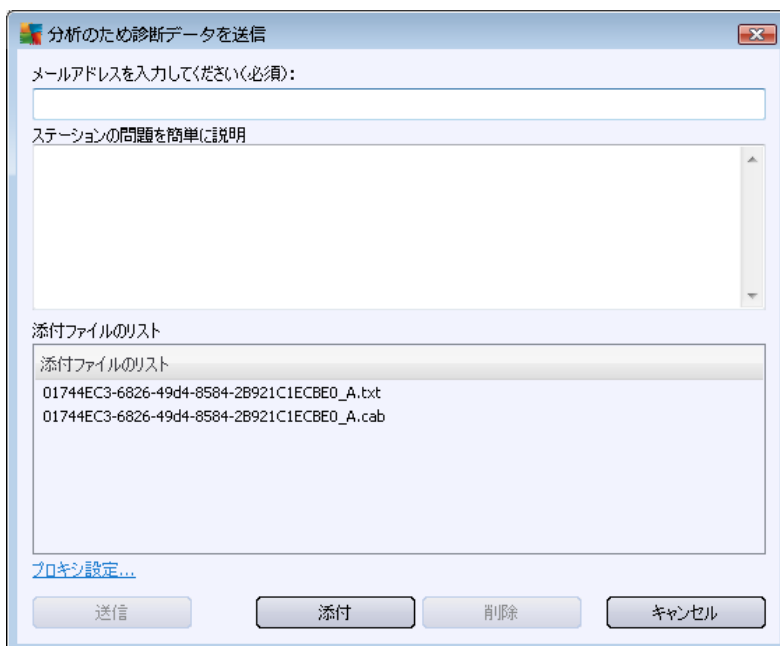 分析のため診断データを送信
メールアドレスを入力してください(必須):
ステーションの問題を簡単に説明
添付ファイルのリスト
添付ファイルのリスト
01744EC3-6826-49d4-8584-2B921C1ECBE0_A.txt
01744EC3-6826-49d4-8584-2B921C1ECBE0_A.cab
プロキシ設定...
送信 添付 削除 キャンセル